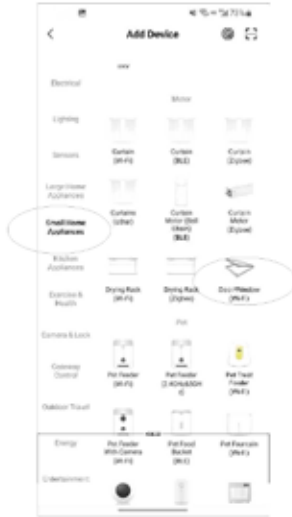 Add Device
Electrical
Motor
Lighting
Sensors
Curtain
(Wi-Fi)
Curtain
(BLE)
Curtain
(Zigbee)
Large Home
Appliances
Small Home
Appliances
Curtains
(other)
Curtain
Motor (Ball
Chain)
(BLE)
Curtain
Motor
(Zigbee)
Kitchen
Appliances
Exercise &
Health
Drying Rack
(Wi-Fi)
Drying Rack
(Zigbee)
Door/Window
(Wi-Fi)
Pet
Camera & Lock
Gateway
Control
Pet Feeder
(Wi-Fi)
Pet Feeder
(2.4GHz&5GH
z)
Pet Treat
Feeder
(Wi-Fi)
Outdoor Travel
Energy
Pet Feeder
With Camera
(Wi-Fi)
Pet Food
Bucket
(BLE)
Pet Fountain
(Wi-Fi)
Entertainment